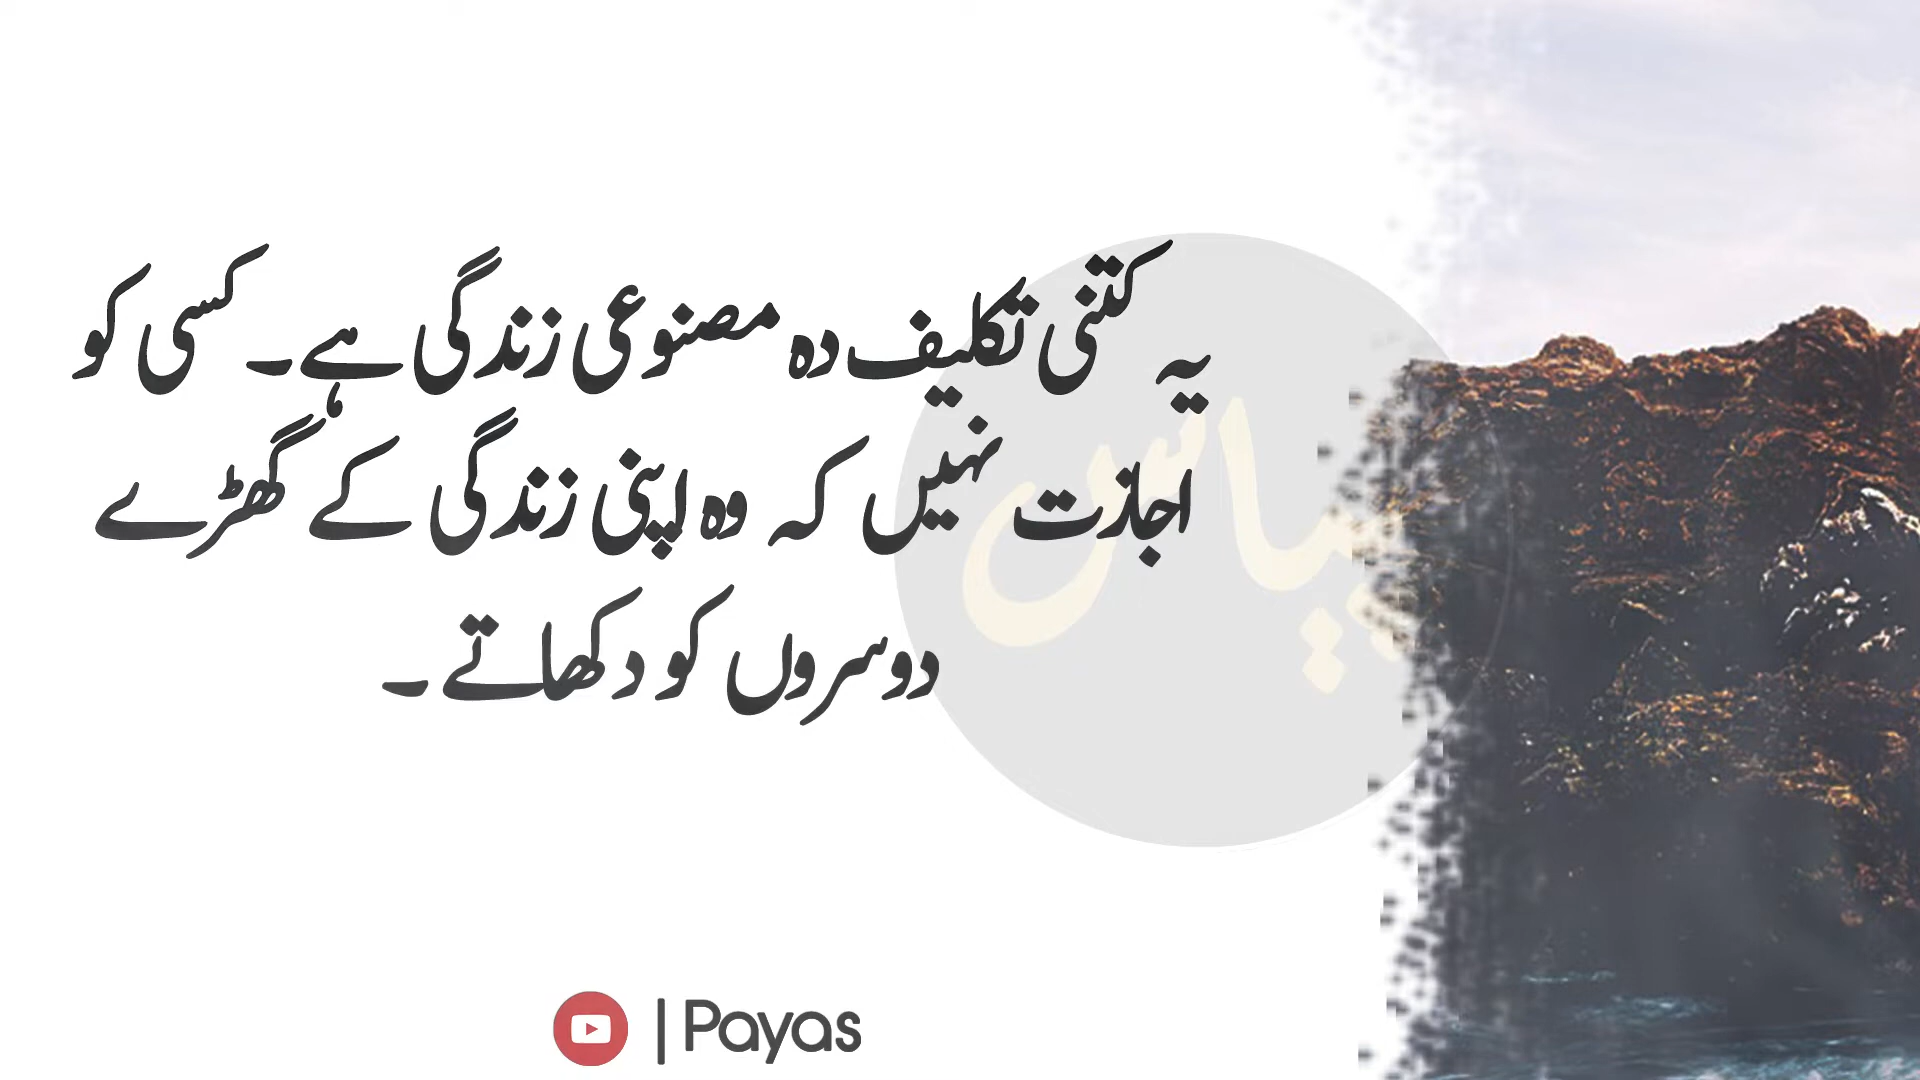 یہ کتنی تکلیف دہ مصنوعی زندگی ہے۔ کسی کو
اجازت نہیں کہ وہ اپنی زندگی کے گھڑے
دوسروں کو دکھاتے ۔
پیاس
| Payas